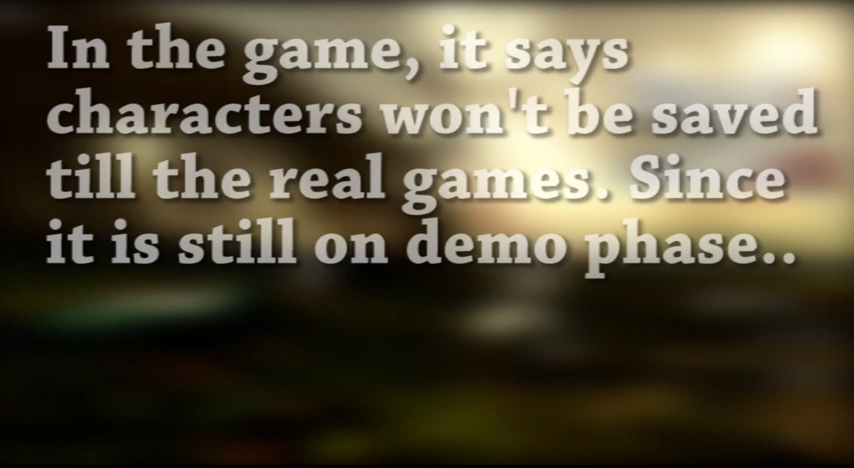 In the game, it says
characters won't be saved
till the real games. Since
it is still on demo phase..